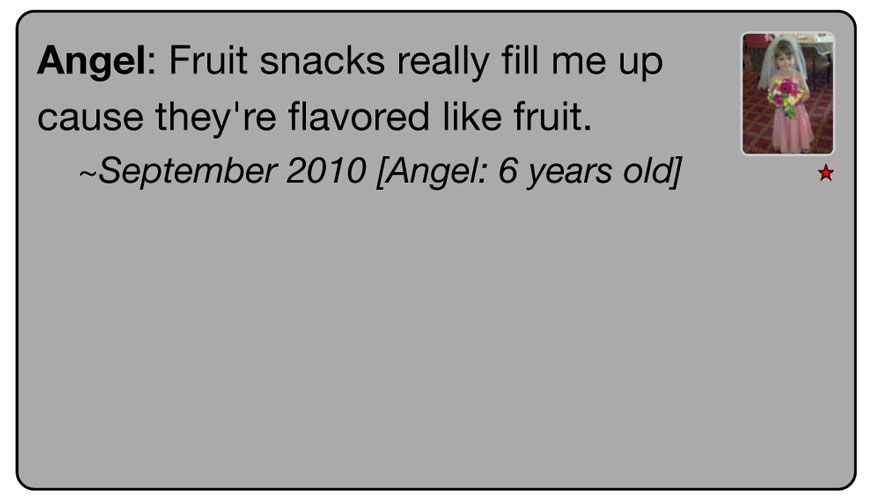 Angel: Fruit snacks really fill me up
cause they're flavored like fruit.
~September 2010 [Angel: 6 years old]